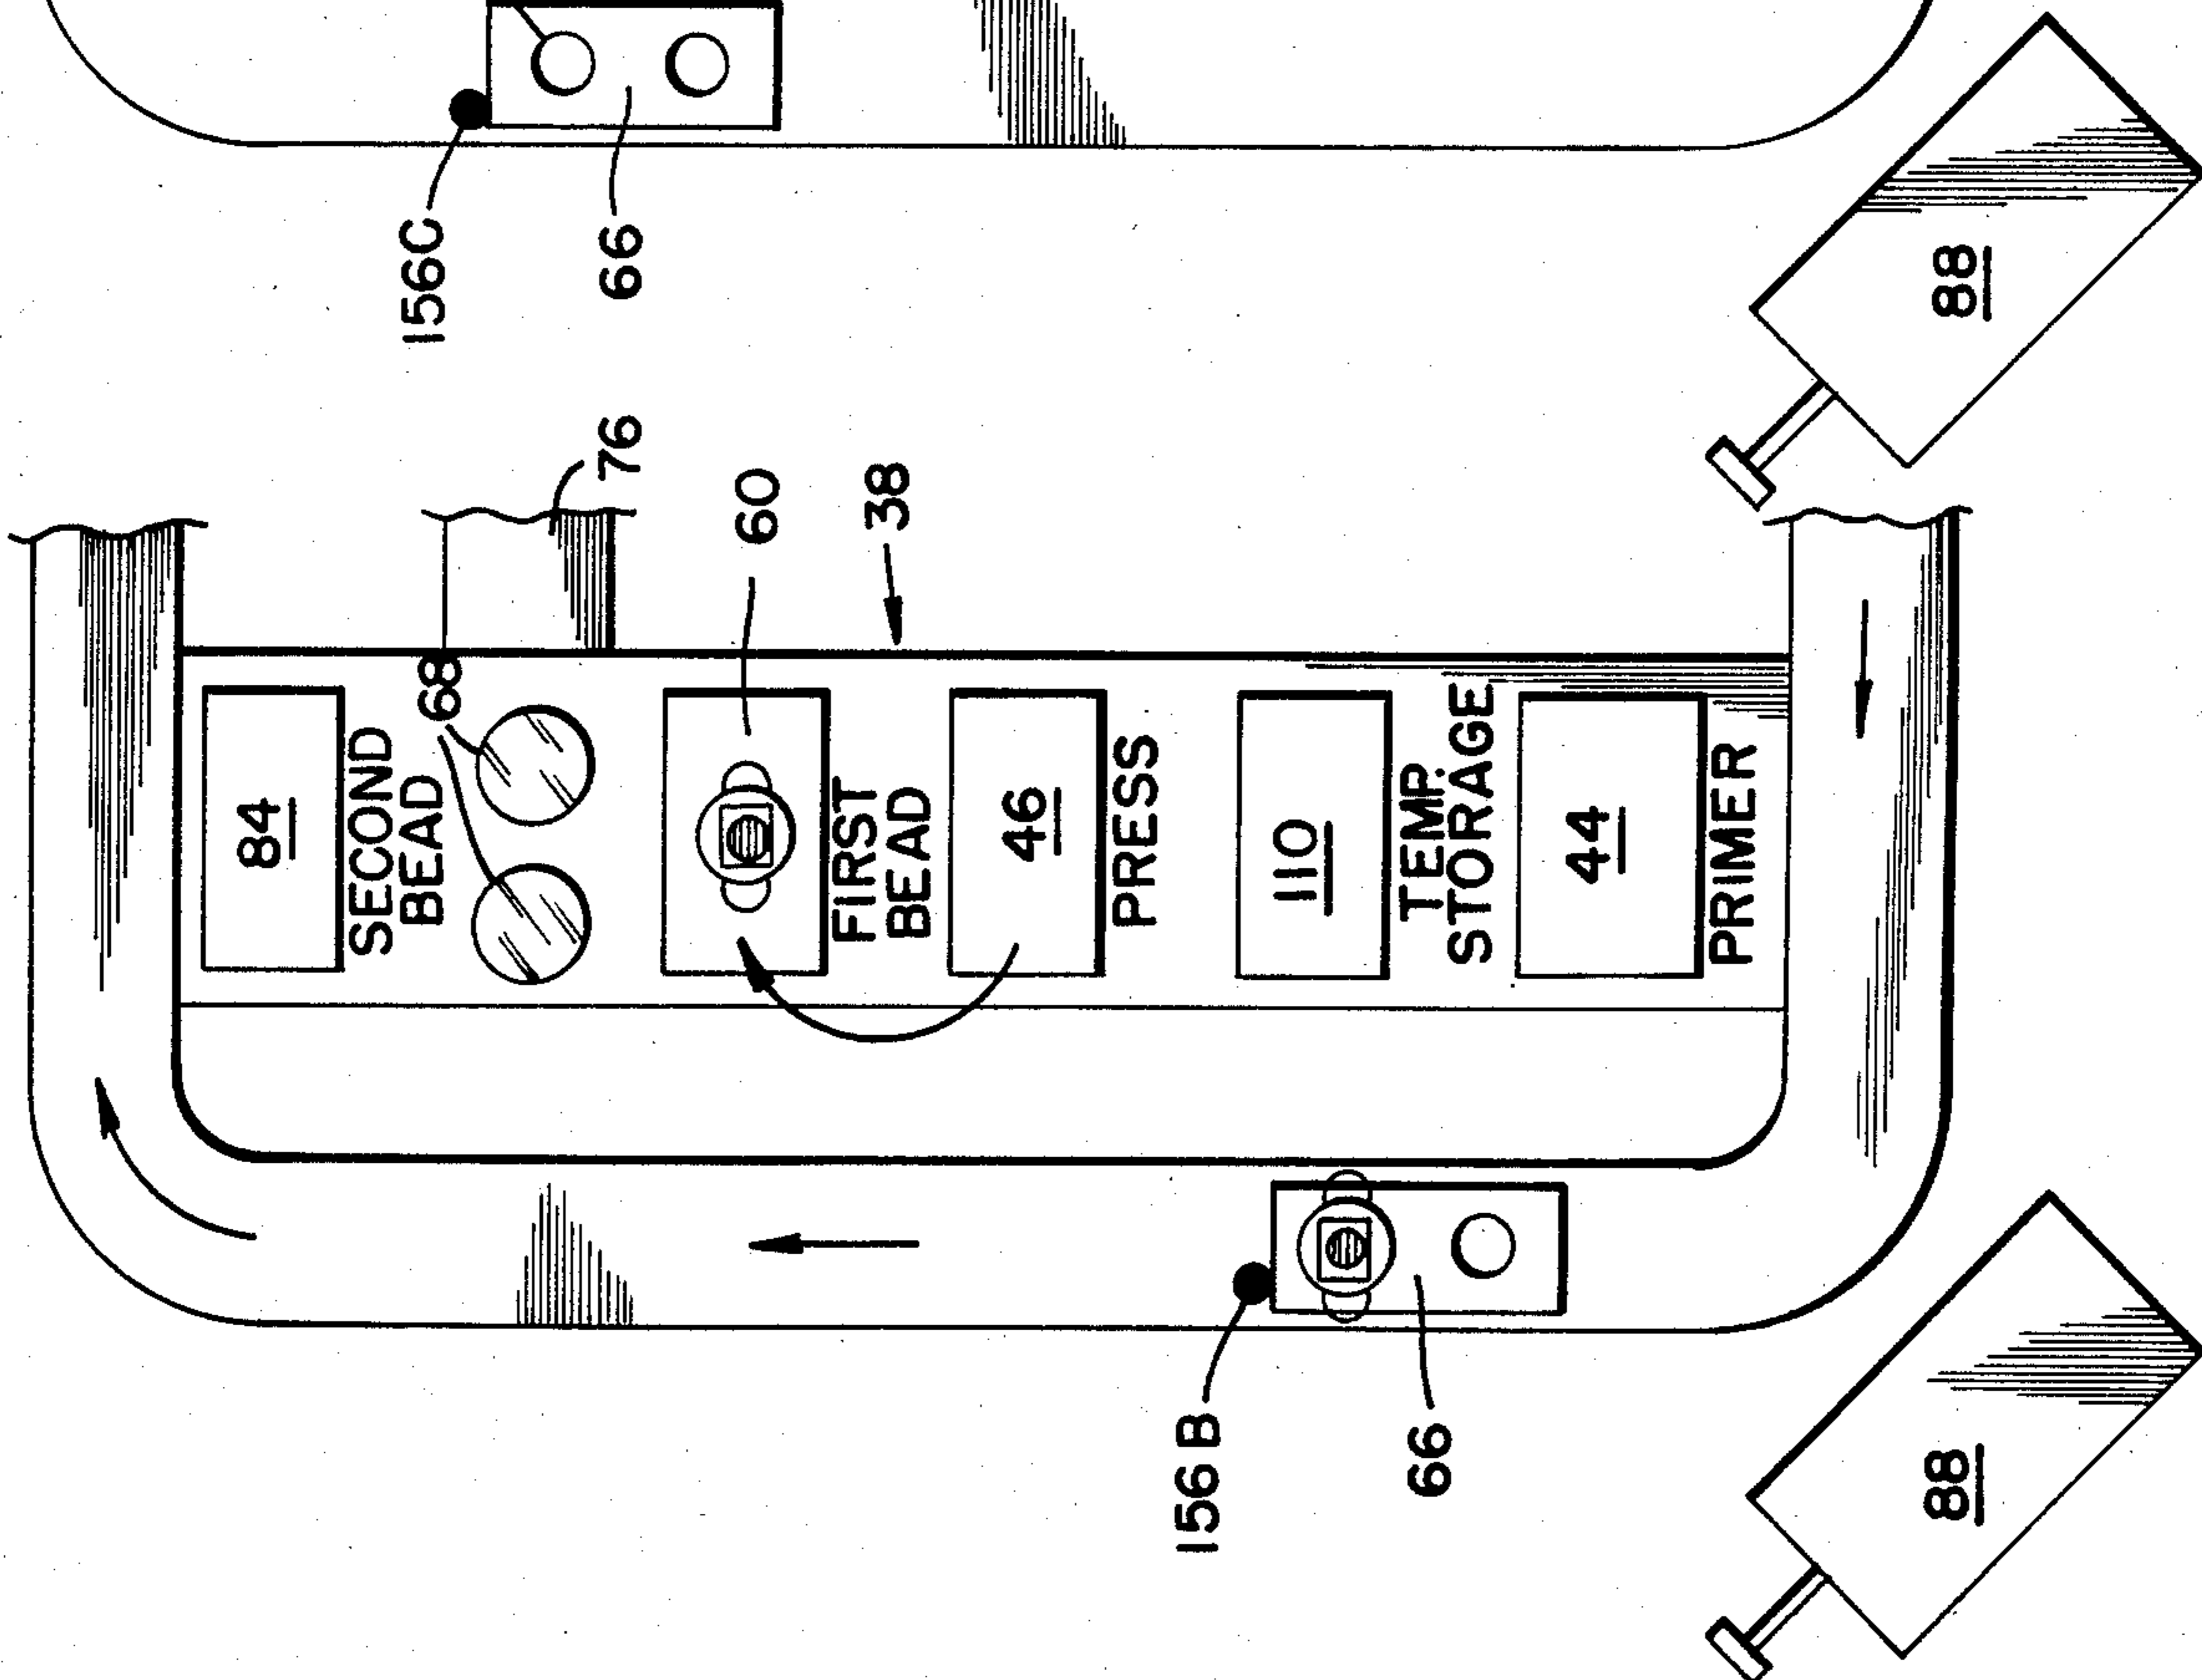 156C
66
76
60
38
68
84
SECOND
BEAD
FIRST
BEAD
46
PRESS
110
TEMP.
STORAGE
44
PRIMER
88
156 B
66
88